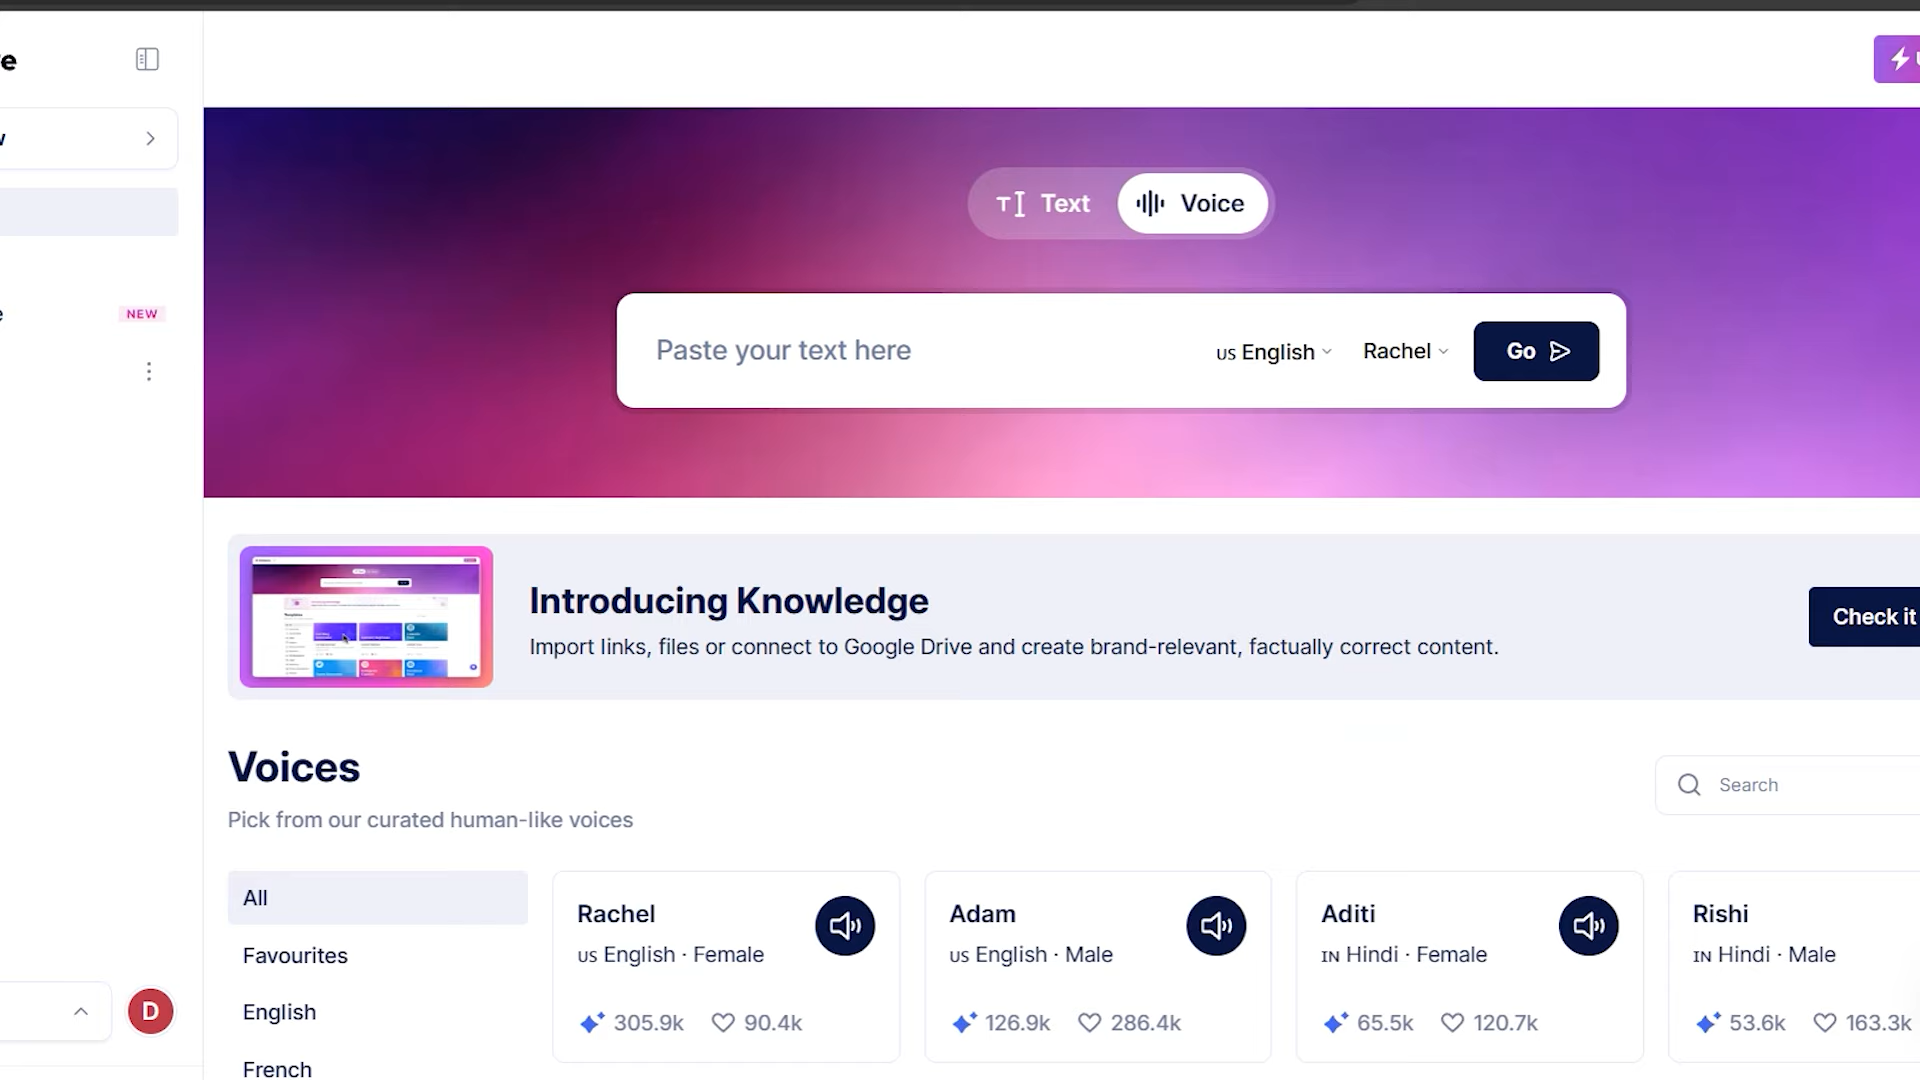 e
Text
Voice
NEW
Paste your text here
US English
Rachel
Go
Introducing Knowledge
Import links, files or connect to Google Drive and create brand-relevant, factually correct content.
Check it
Voices
Pick from our curated human-like voices
Search
All
Favourites
English
French
Rachel
US English · Female
305.9k
90.4k
Adam
US English · Male
126.9k
286.4k
Aditi
IN Hindi · Female
65.5k
120.7k
Rishi
IN Hindi · Male
53.6k
163.3k
D